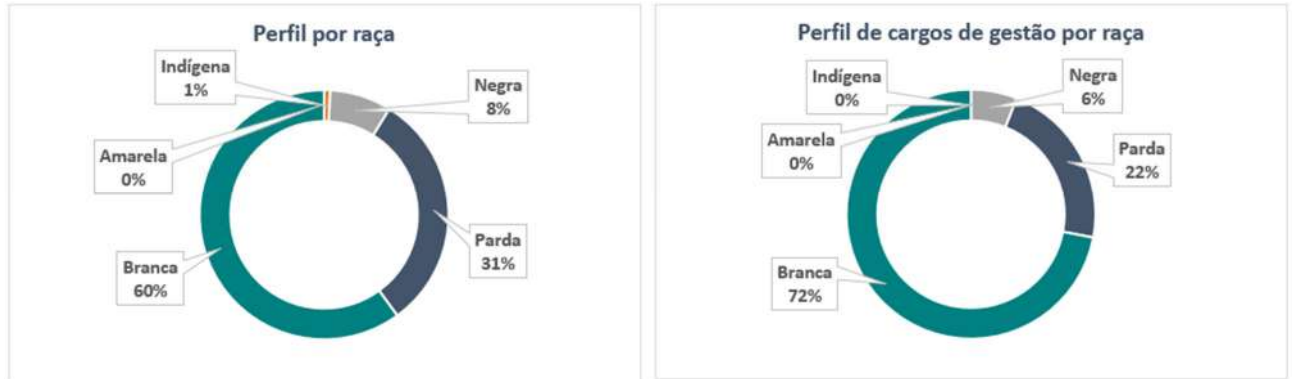 Perfil por raça
Indígena
1%
Negra
8%
Amarela
0%
Parda
31%
Branca
60%
Perfil de cargos de gestão por raça
Indígena
0%
Negra
6%
Amarela
0%
Parda
22%
Branca
72%